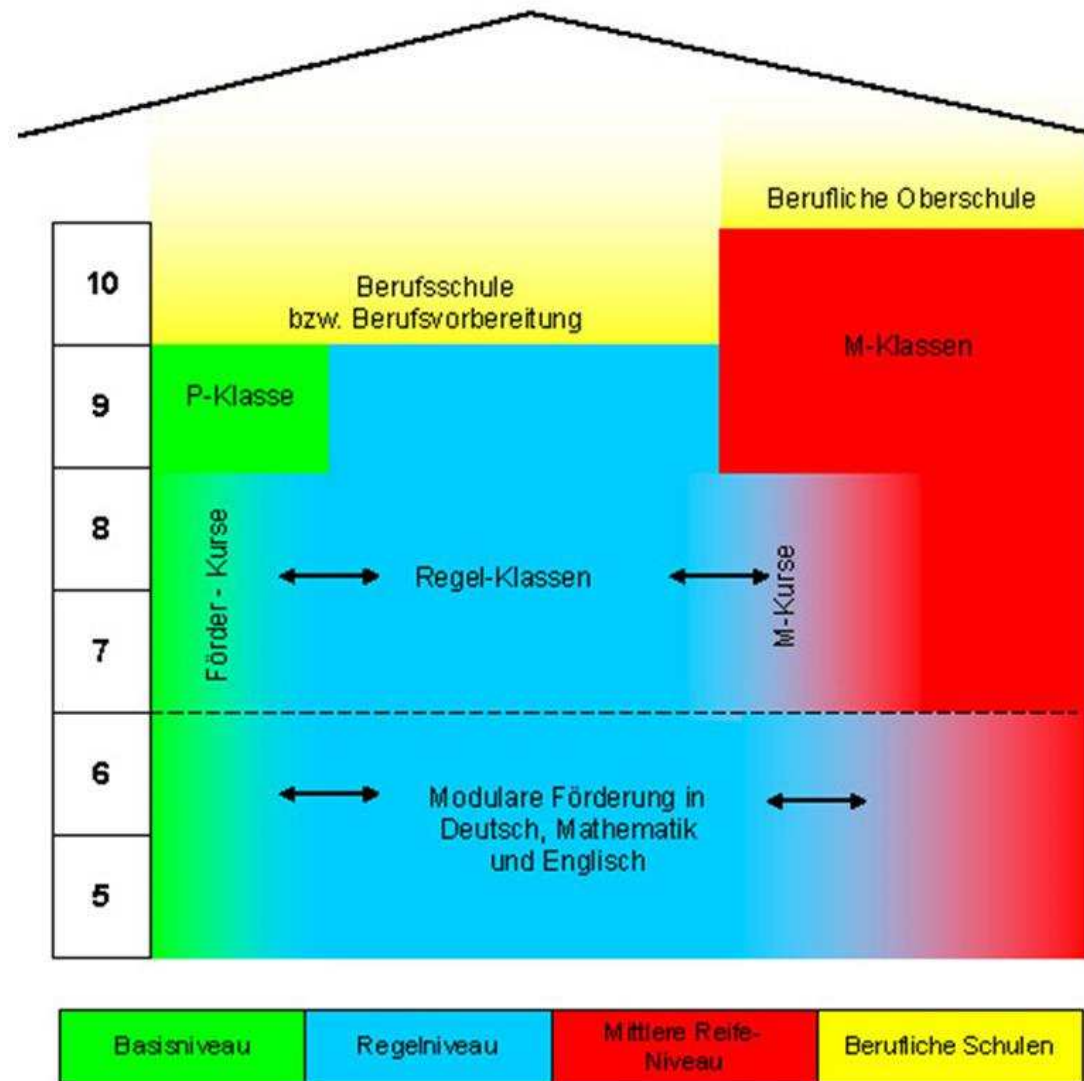 Berufliche Oberschule
10
Berufsschule
bzw. Berufsvorbereitung
M-Klassen
9
P-Klasse
8
Förder - Kurse
Regel-Klassen
M-Kurse
7
6
Modulare Förderung in
Deutsch, Mathematik
und Englisch
5
Basisniveau
Regelniveau
Mittlere Reife-
Niveau
Berufliche Schulen